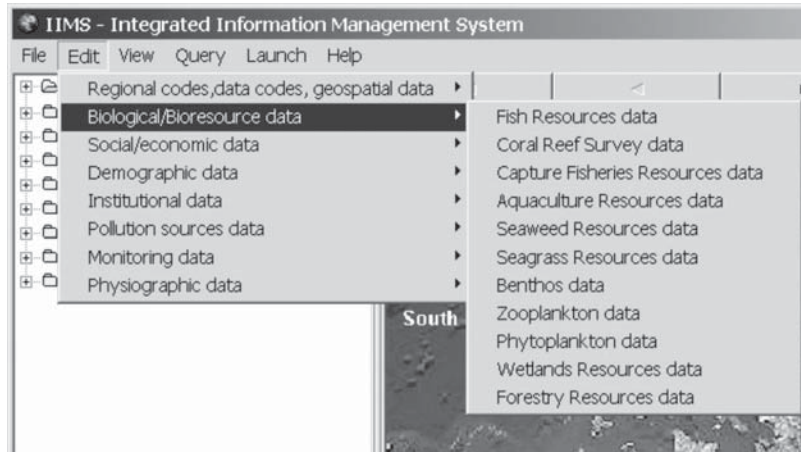 IIMS - Integrated Information Management System
File Edit View Query Launch Help
Regional codes,data codes, geospatial data
Biological/Bioresource data
Social/economic data
Demographic data
Institutional data
Pollution sources data
Monitoring data
Physiographic data
Fish Resources data
Coral Reef Survey data
Capture Fisheries Resources data
Aquaculture Resources data
Seaweed Resources data
Seagrass Resources data
Benthos data
Zooplankton data
Phytoplankton data
Wetlands Resources data
Forestry Resources data
South